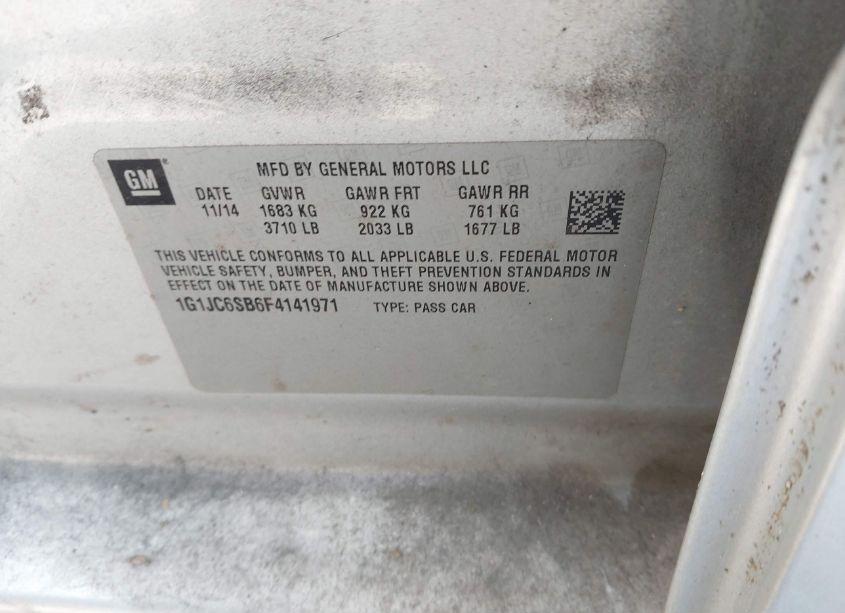 GM
MFD BY GENERAL MOTORS LLC
DATE GVWR GAWR FRT GAWR RR
11/14 1683 KG 922 KG 761 KG
3710 LB 2033 LB 1677 LB
THIS VEHICLE CONFORMS TO ALL APPLICABLE U.S. FEDERAL MOTOR
VEHICLE SAFETY, BUMPER, AND THEFT PREVENTION STANDARDS IN
EFFECT ON THE DATE OF MANUFACTURE SHOWN ABOVE.
1G1JC6SB6F4141971 TYPE: PASS CAR